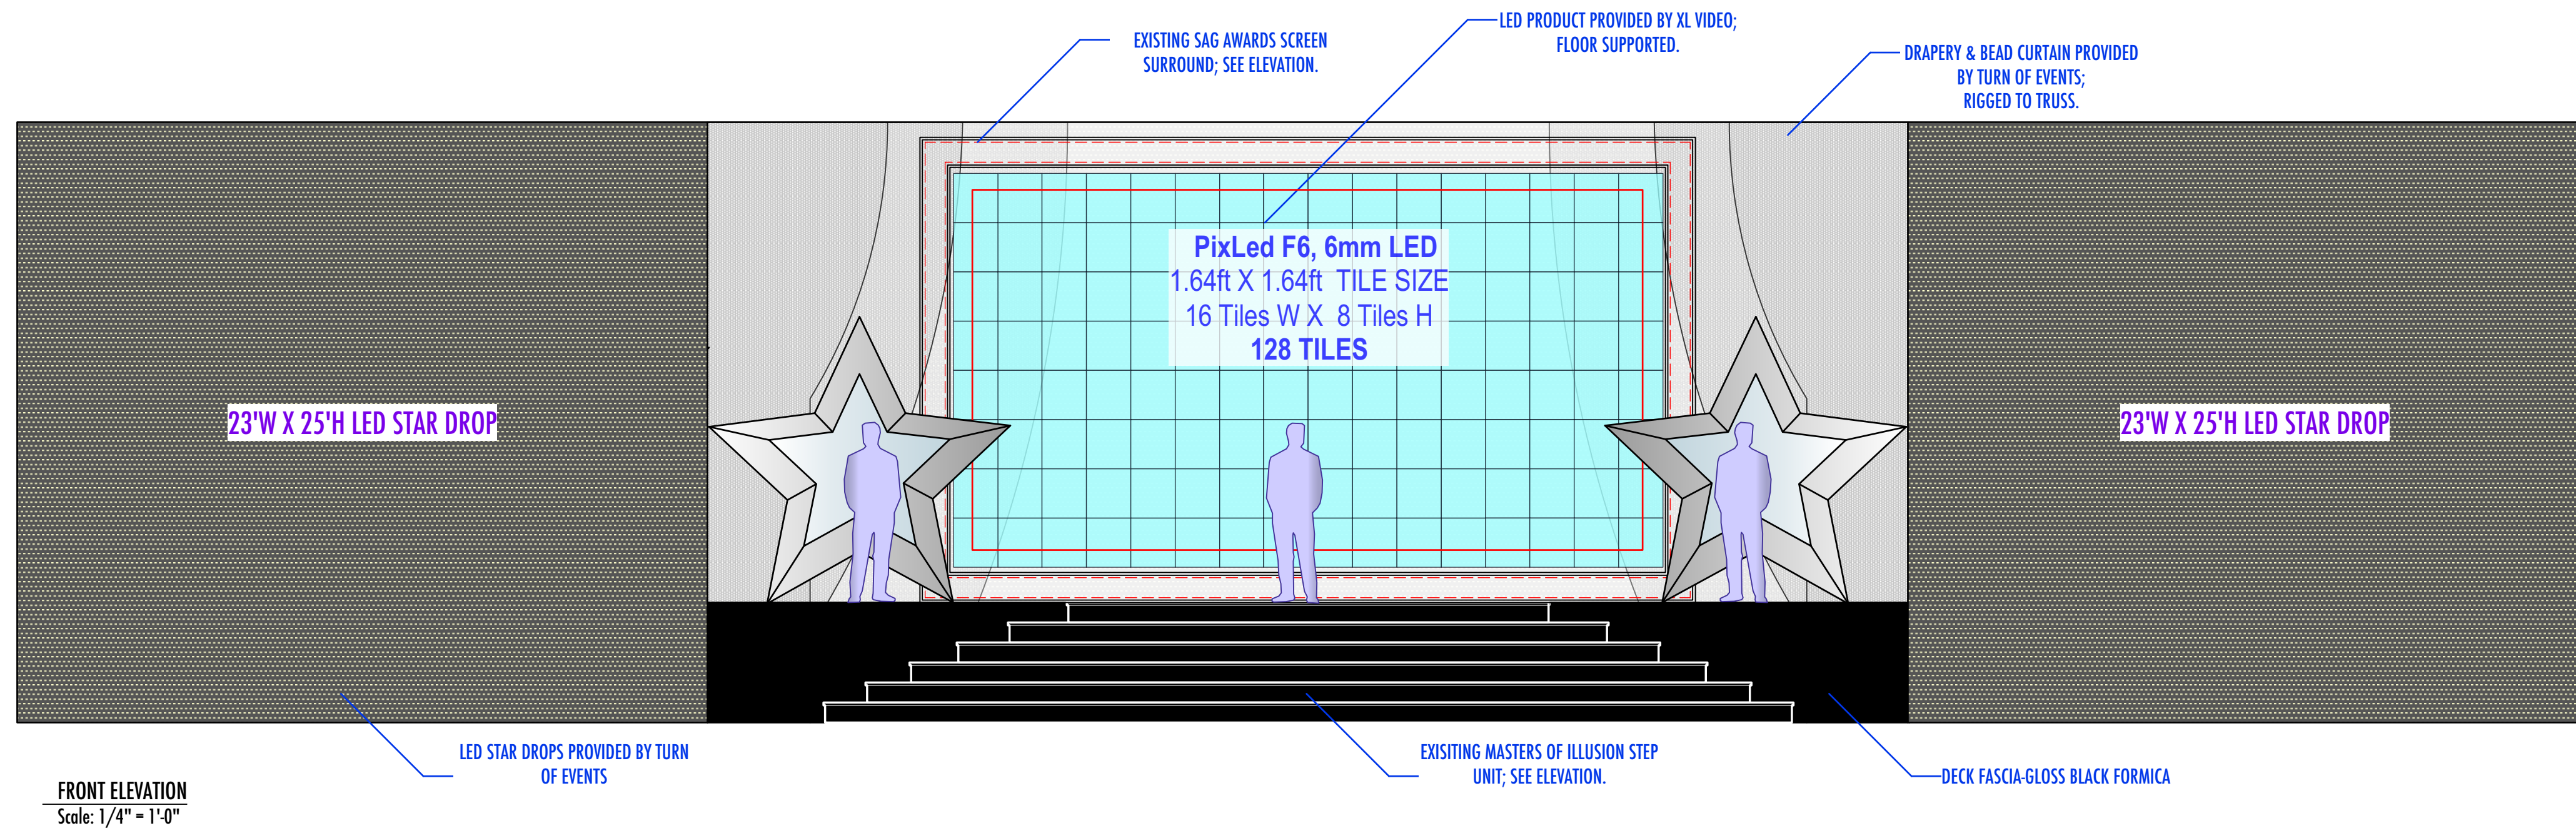 LED PRODUCT PROVIDED BY XL VIDEO;
FLOOR SUPPORTED.
EXISTING SAG AWARDS SCREEN
SURROUND; SEE ELEVATION.
DRAPERY & BEAD CURTAIN PROVIDED
BY TURN OF EVENTS;
RIGGED TO TRUSS.
PixLed F6, 6mm LED
1.64ft X 1.64ft TILE SIZE
16 Tiles W X 8 Tiles H
128 TILES
23'W X 25'H LED STAR DROP
23'W X 25'H LED STAR DROP
LED STAR DROPS PROVIDED BY TURN
OF EVENTS
EXISITING MASTERS OF ILLUSION STEP
UNIT; SEE ELEVATION.
DECK FASCIA-GLOSS BLACK FORMICA
FRONT ELEVATION
Scale: 1/4" = 1'-0"